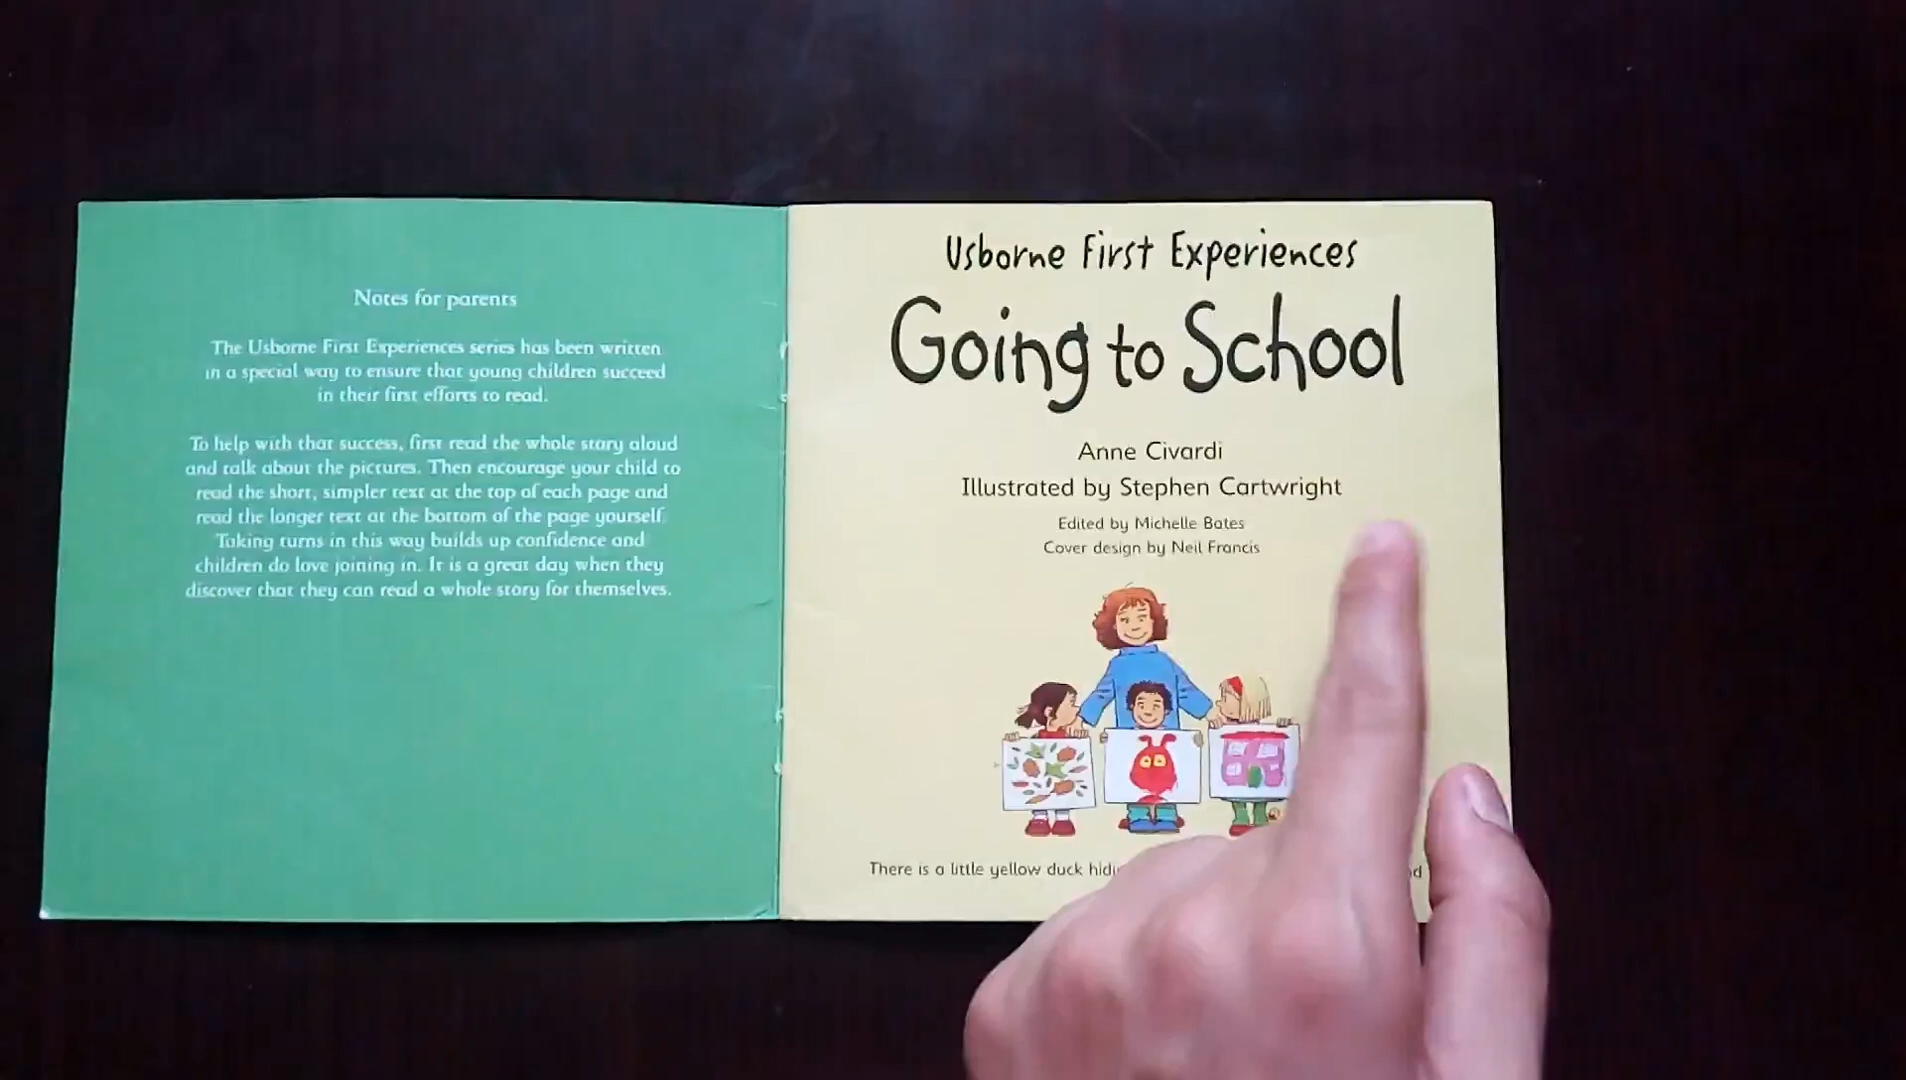 Notes for parents
The Usborne First Experiences series has been written
in a special way to ensure that young children succeed
in their first efforts to read.
To help with that success, first read the whole story aloud
and talk about the pictures. Then encourage your child to
read the short, simpler text at the top of each page and
read the longer text at the bottom of the page yourself.
Taking turns in this way builds up confidence and
children do love joining in. It is a great day when they
discover that they can read a whole story for themselves.
Usborne First Experiences
Going to School
Anne Civardi
Illustrated by Stephen Cartwright
Edited by Michelle Bates
Cover design by Neil Francis
There is a little yellow duck